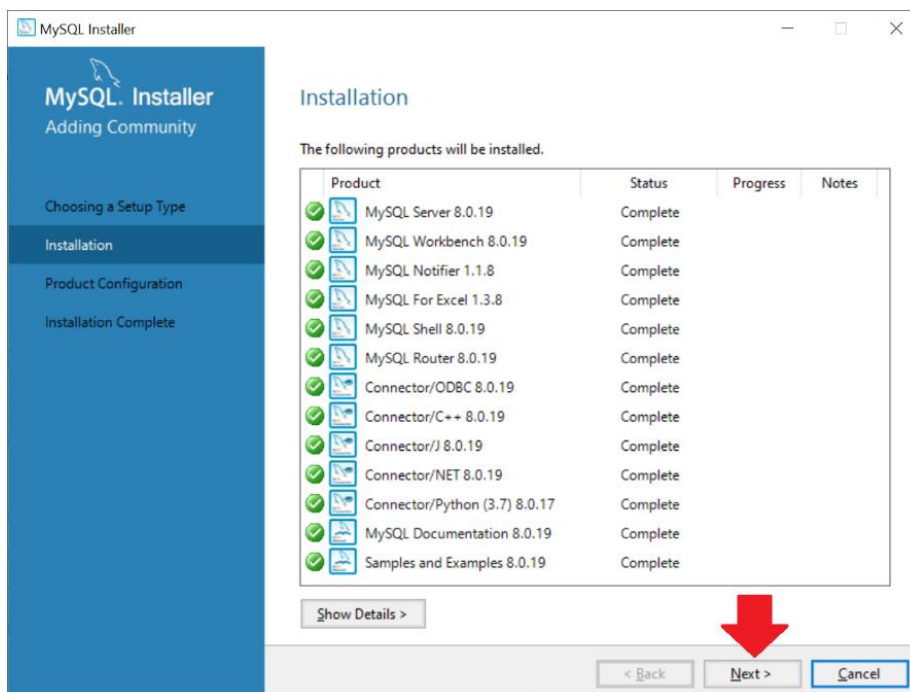 MySQL Installer
MySQL. Installer
Adding Community
Choosing a Setup Type
Installation
Product Configuration
Installation Complete
Installation
The following products will be installed.
Product Status Progress Notes
MySQL Server 8.0.19 Complete
MySQL Workbench 8.0.19 Complete
MySQL Notifier 1.1.8 Complete
MySQL For Excel 1.3.8 Complete
MySQL Shell 8.0.19 Complete
MySQL Router 8.0.19 Complete
Connector/ODBC 8.0.19 Complete
Connector/C++ 8.0.19 Complete
Connector/J 8.0.19 Complete
Connector/NET 8.0.19 Complete
Connector/Python (3.7) 8.0.17 Complete
MySQL Documentation 8.0.19 Complete
Samples and Examples 8.0.19 Complete
Show Details >
< Back Next > Cancel